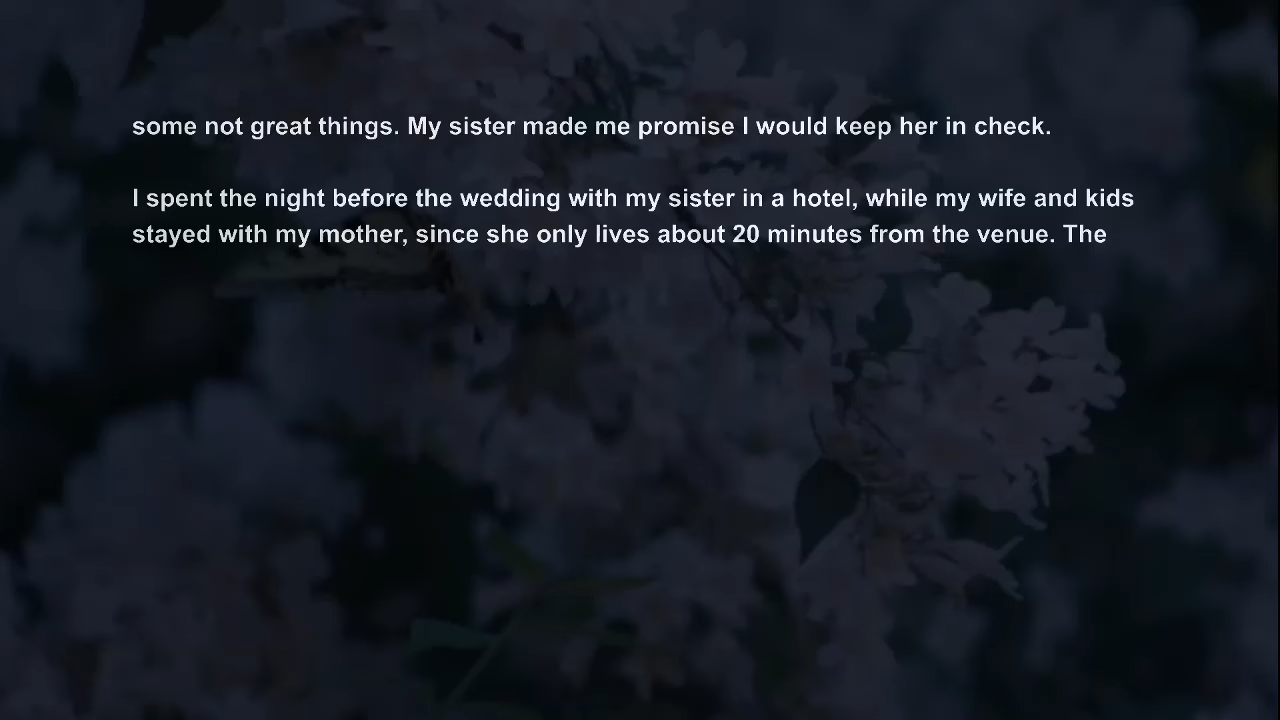 some not great things. My sister made me promise I would keep her in check.
I spent the night before the wedding with my sister in a hotel, while my wife and kids
stayed with my mother, since she only lives about 20 minutes from the venue. The